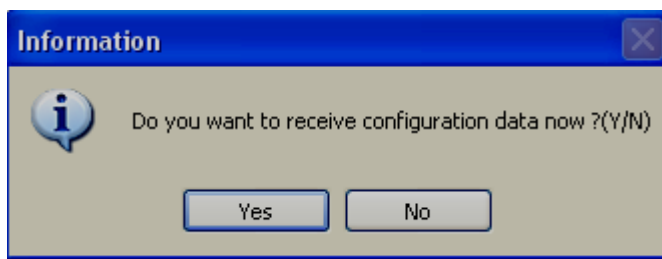 Information
Do you want to receive configuration data now ?(Y/N)
Yes
No